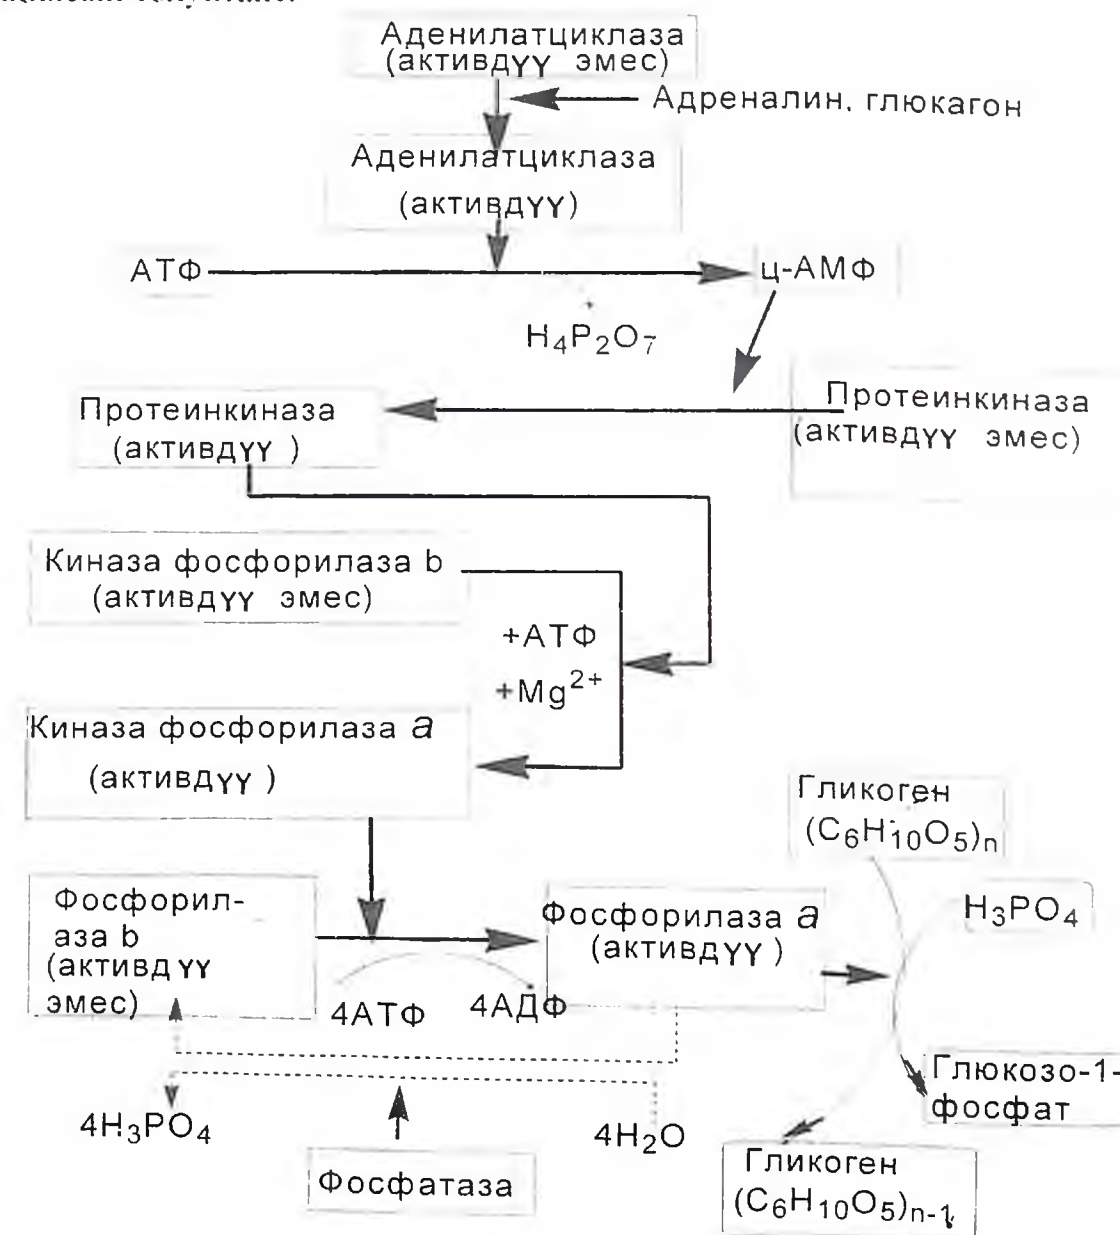 Аденилатциклаза
(активдүү эмес)
Адреналин, глюкагон
Аденилатциклаза
(активдүү)
АТФ
ц-АМФ
+
H₄P₂O₇
Протеинкиназа
(активдүү )
Протеинкиназа
(активдүү эмес)
Киназа фосфорилаза b
(активдүү эмес)
+АТФ
+Mg²⁺
Киназа фосфорилаза a
(активдүү )
Гликоген
(C₆H₁₀O₅)ₙ
Фосфорил-
аза b
(активдүү
эмес)
Фосфорилаза a
(активдүү )
H₃PO₄
4АТФ
4АДФ
Глюкозо-1-
фосфат
4H₃PO₄
4H₂O
Фосфатаза
Гликоген
(C₆H₁₀O₅)ₙ₋₁